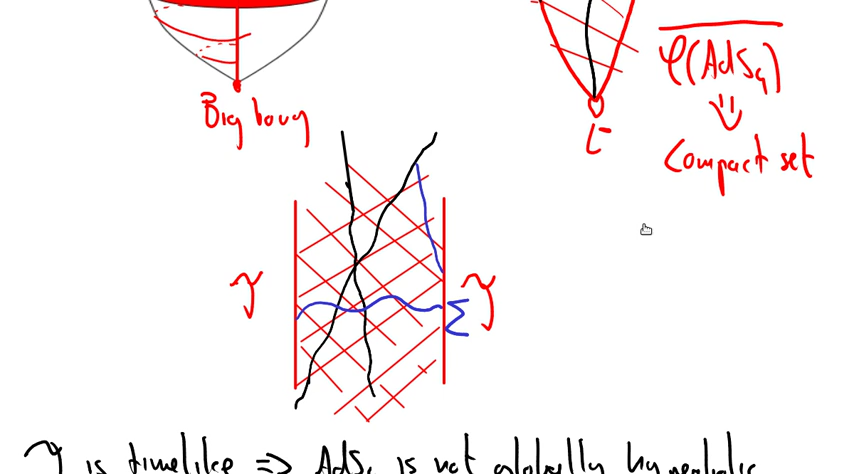 Big bang
φ(AdS₄)
i⁻
Compact set
𝒥
𝒥
Σ
𝒥 is timelike ⇒ AdS₄ is not globally hyperbolic